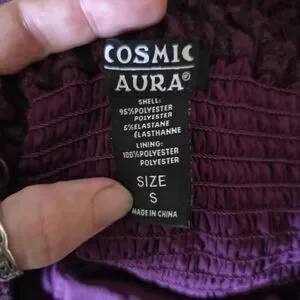 COSMIC
AURA®
SHELL:
95%POLYESTER
POLYESTER
5%ELASTANE
ÉLASTHANNE
LINING:
100%POLYESTER
POLYESTER
SIZE
S
MADE IN CHINA